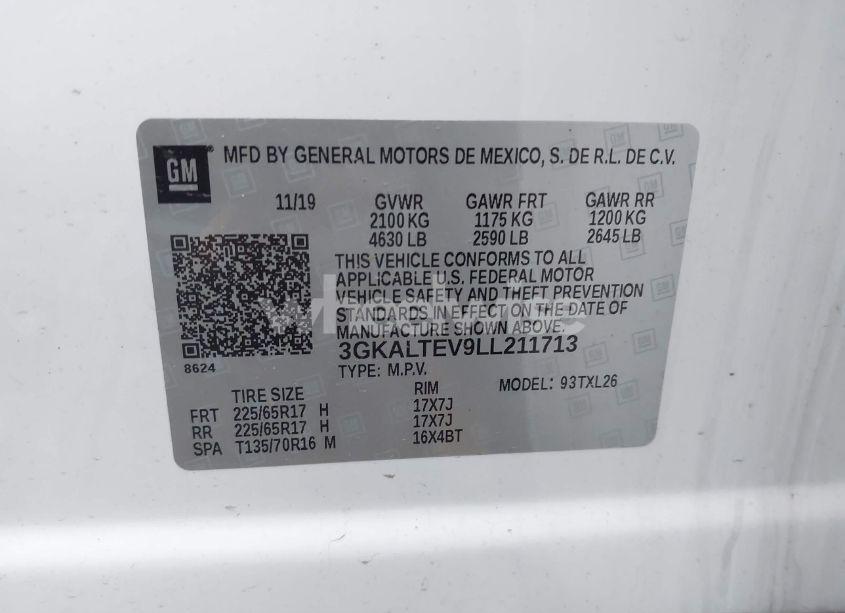 GM
MFD BY GENERAL MOTORS DE MEXICO, S. DE R.L. DE C.V.
11/19 GVWR GAWR FRT GAWR RR
2100 KG 1175 KG 1200 KG
4630 LB 2590 LB 2645 LB
THIS VEHICLE CONFORMS TO ALL
APPLICABLE U.S. FEDERAL MOTOR
VEHICLE SAFETY AND THEFT PREVENTION
STANDARDS IN EFFECT ON THE DATE OF
MANUFACTURE SHOWN ABOVE.
3GKALTEV9LL211713
8624
TYPE: M.P.V. MODEL: 93TXL26
TIRE SIZE RIM
FRT 225/65R17 H 17X7J
RR 225/65R17 H 17X7J
SPA T135/70R16 M 16X4BT